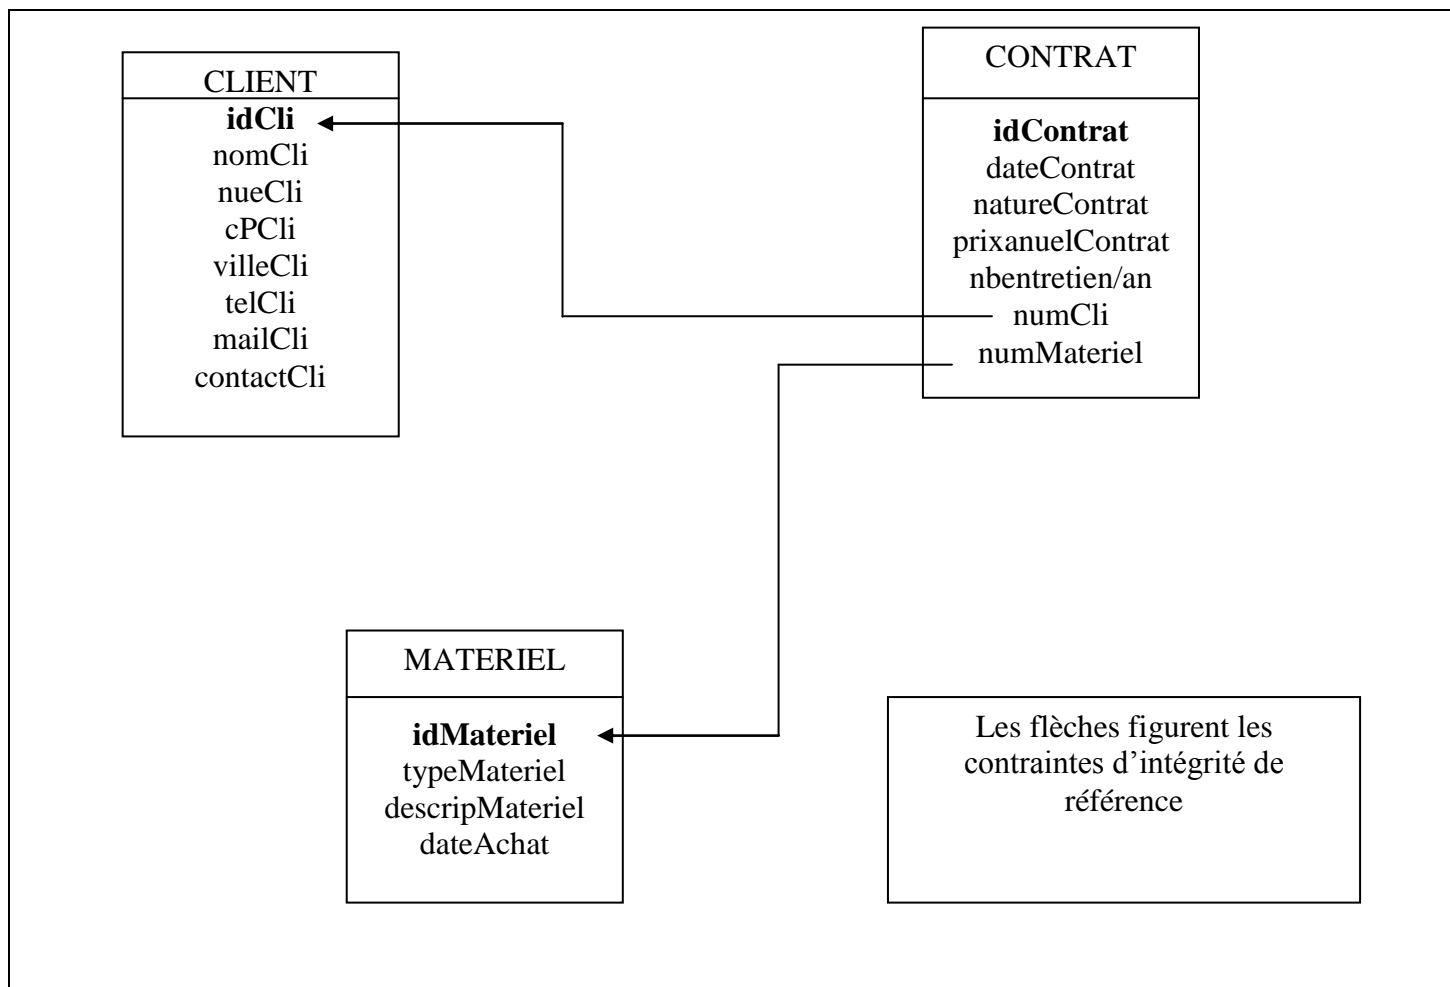 CLIENT
idCli
nomCli
nueCli
cPCli
villeCli
telCli
mailCli
contactCli
CONTRAT
idContrat
dateContrat
natureContrat
prixanuelContrat
nbentretien/an
numCli
numMateriel
MATERIEL
idMateriel
typeMateriel
descripMateriel
dateAchat
Les flèches figurent les
contraintes d’intégrité de
référence